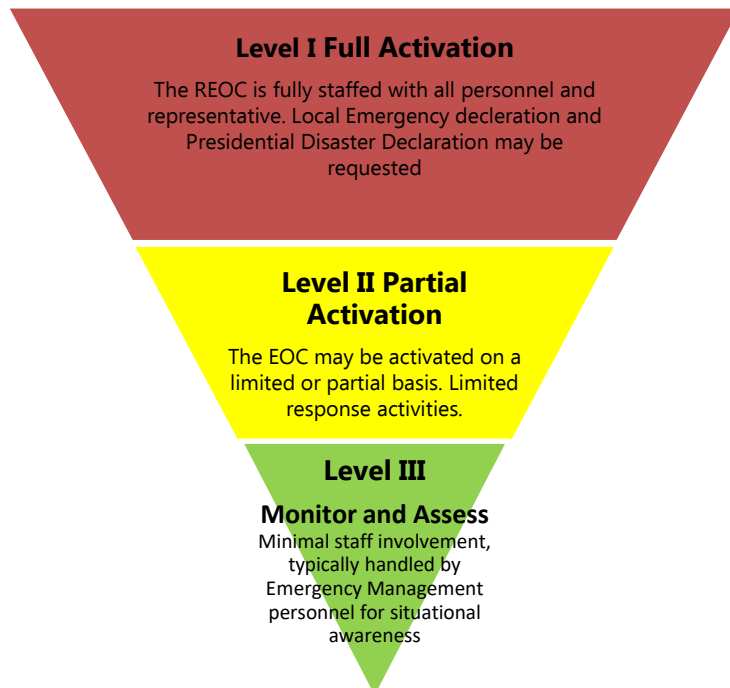 Level I Full Activation
The REOC is fully staffed with all personnel and
representative. Local Emergency decleration and
Presidential Disaster Declaration may be
requested
Level II Partial
Activation
The EOC may be activated on a
limited or partial basis. Limited
response activities.
Level III
Monitor and Assess
Minimal staff involvement,
typically handled by
Emergency Management
personnel for situational
awareness